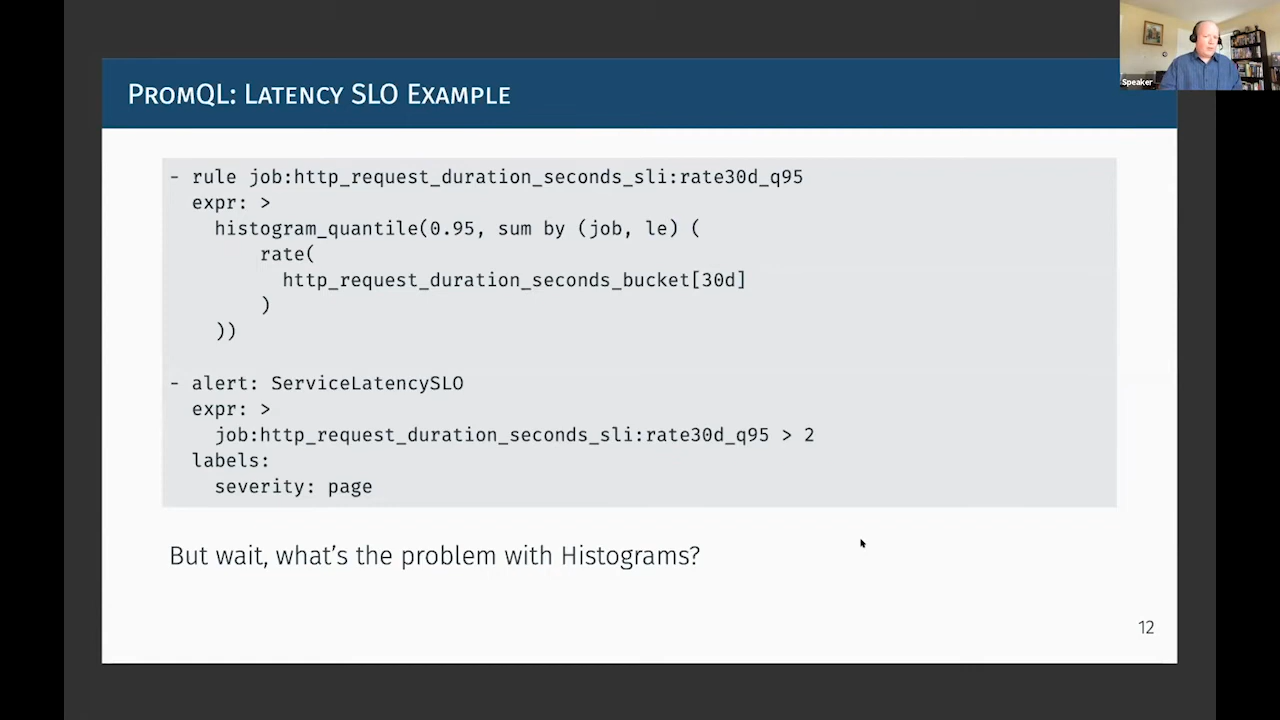 PromQL: Latency SLO Example
Speaker
- rule job:http_request_duration_seconds_sli:rate30d_q95
expr: >
histogram_quantile(0.95, sum by (job, le) (
rate(
http_request_duration_seconds_bucket[30d]
)
))
- alert: ServiceLatencySLO
expr: >
job:http_request_duration_seconds_sli:rate30d_q95 > 2
labels:
severity: page
But wait, what's the problem with Histograms?
12